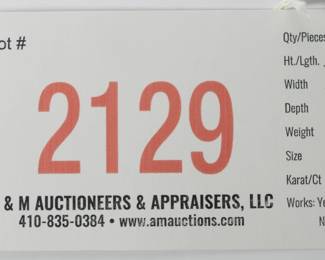 ot #
2129
& M AUCTIONEERS & APPRAISERS, LLC
410-835-0384 • www.amauctions.com
Qty/Pieces
Ht./Lgth.
Width
Depth
Weight
Size
Karat/Ct
Works: Ye
N